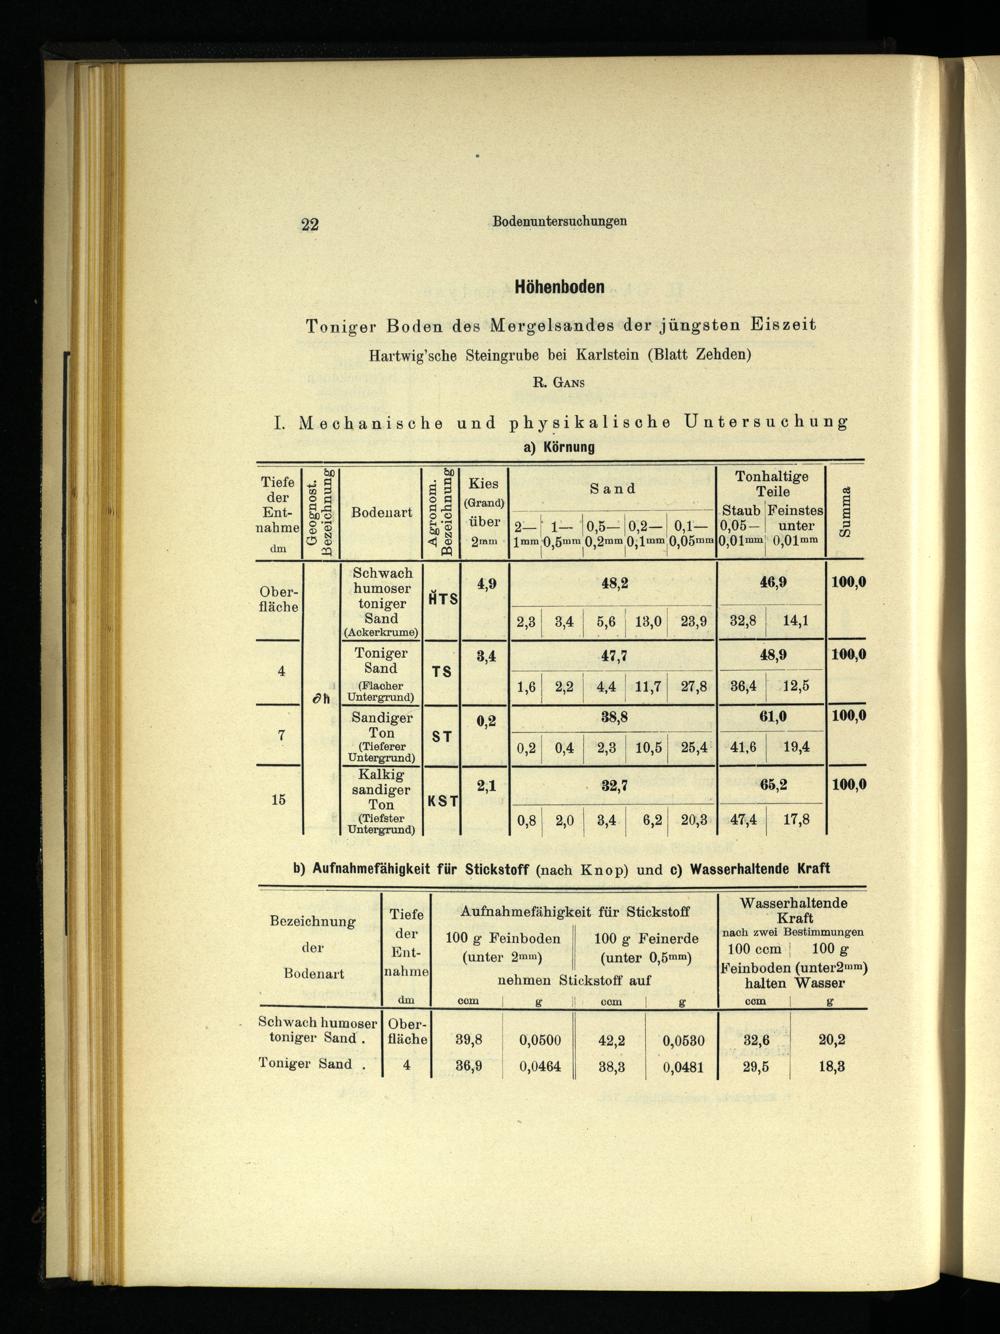 22 Bodenuntersuchungen
Höhenboden
Toniger Boden des Mergelsandes der jüngsten Eiszeit
Hartwig'sche Steingrube bei Karlstein (Blatt Zehden)
R. GANS
I. Mechanische und physikalische Untersuchung
a) Körnung
Tiefe der Ent-nahme dm
Geognost. Bezeichnung
Bodenart
Agronom. Bezeichnung
Kies (Grand) über 2mm
Sand
2—1mm 1—0,5mm 0,5—0,2mm 0,2—0,1mm 0,1—0,05mm
Tonhaltige Teile
Staub 0,05—0,01mm Feinstes unter 0,01mm
Summa
Ober-fläche
∂h
Schwach humoser toniger Sand (Ackerkrume)
H̆TS 4,9 48,2 46,9 100,0
2,3 3,4 5,6 13,0 23,9 32,8 14,1
4 Toniger Sand (Flacher Untergrund)
TS 3,4 47,7 48,9 100,0
1,6 2,2 4,4 11,7 27,8 36,4 12,5
7 Sandiger Ton (Tieferer Untergrund)
ST 0,2 38,8 61,0 100,0
0,2 0,4 2,3 10,5 25,4 41,6 19,4
15 Kalkig sandiger Ton (Tiefster Untergrund)
KST 2,1 32,7 65,2 100,0
0,8 2,0 3,4 6,2 20,3 47,4 17,8
b) Aufnahmefähigkeit für Stickstoff (nach Knop) und c) Wasserhaltende Kraft
Bezeichnung der Bodenart
Tiefe der Ent-nahme dm
Aufnahmefähigkeit für Stickstoff
100 g Feinboden (unter 2mm) 100 g Feinerde (unter 0,5mm)
nehmen Stickstoff auf
ccm g ccm g
Wasserhaltende Kraft
nach zwei Bestimmungen
100 ccm 100 g
Feinboden (unter 2mm)
halten Wasser
ccm g
Schwach humoser
toniger Sand . Ober-fläche 39,8 0,0500 42,2 0,0530 32,6 20,2
Toniger Sand . 4 36,9 0,0464 38,3 0,0481 29,5 18,3